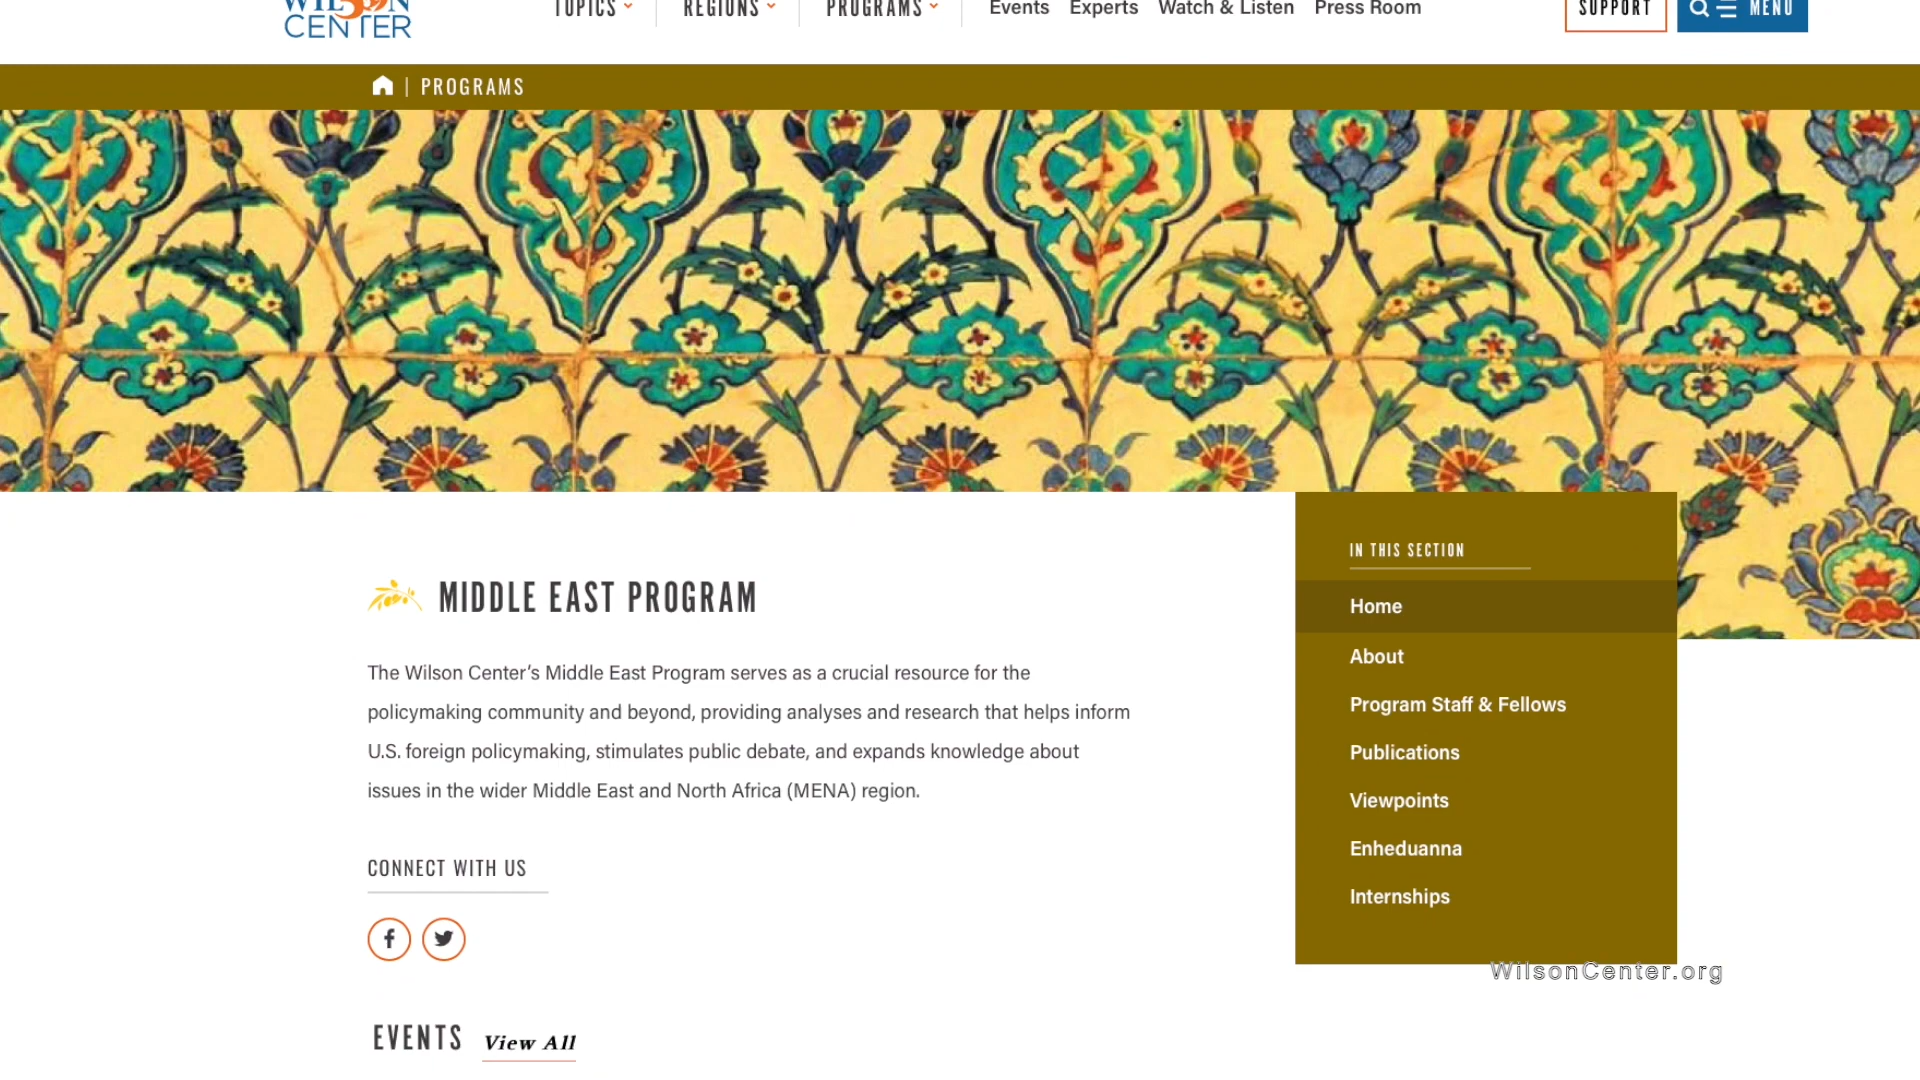 WILSON
CENTER
TOPICS
REGIONS
PROGRAMS
Events
Experts
Watch & Listen
Press Room
SUPPORT
MENU
| PROGRAMS
IN THIS SECTION
Home
About
Program Staff & Fellows
Publications
Viewpoints
Enheduanna
Internships
MIDDLE EAST PROGRAM
The Wilson Center’s Middle East Program serves as a crucial resource for the
policymaking community and beyond, providing analyses and research that helps inform
U.S. foreign policymaking, stimulates public debate, and expands knowledge about
issues in the wider Middle East and North Africa (MENA) region.
CONNECT WITH US
WilsonCenter.org
EVENTS View All